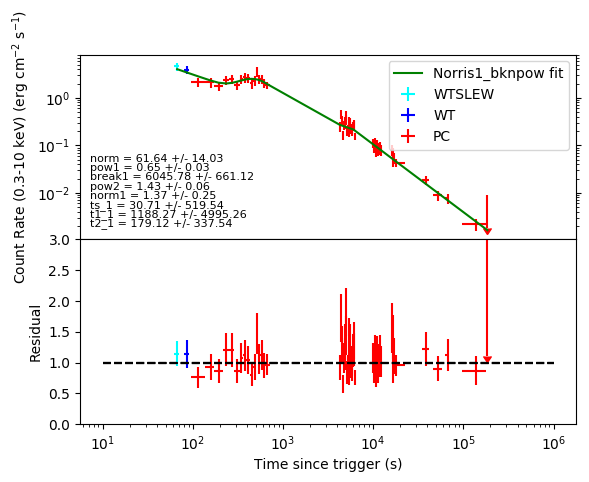 Count Rate (0.3-10 keV) (erg cm⁻² s⁻¹)
10⁰
10⁻¹
10⁻²
Norris1_bknpow fit
WTSLEW
WT
PC
norm = 61.64 +/- 14.03
pow1 = 0.65 +/- 0.03
break1 = 6045.78 +/- 661.12
pow2 = 1.43 +/- 0.06
norm1 = 1.37 +/- 0.25
ts_1 = 30.71 +/- 519.54
t1_1 = 1188.27 +/- 4995.26
t2_1 = 179.12 +/- 337.54
Residual
3.0
2.5
2.0
1.5
1.0
0.5
0.0
10¹ 10² 10³ 10⁴ 10⁵ 10⁶
Time since trigger (s)